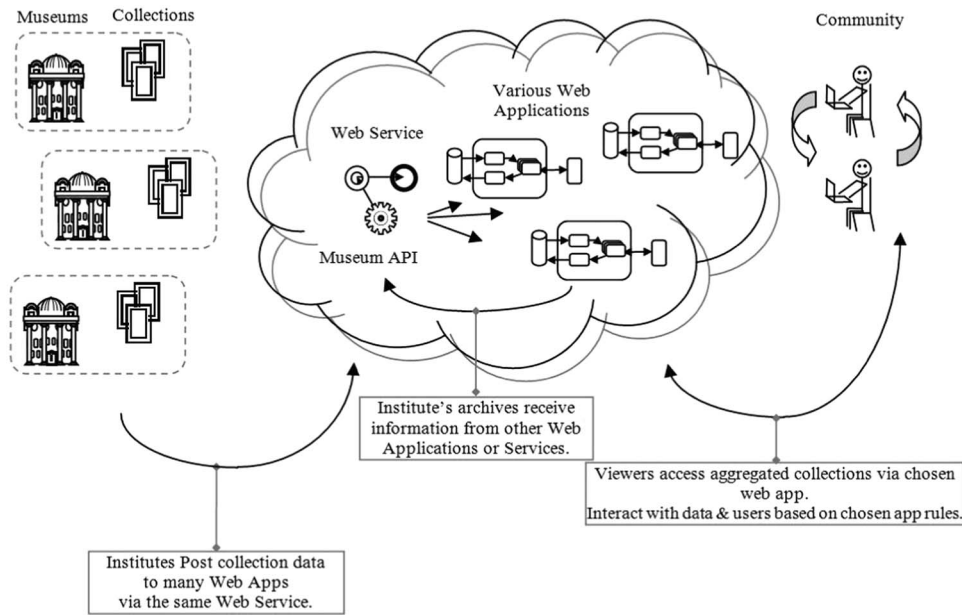 Museums
Collections
Community
Various Web
Applications
Web Service
Museum API
Institute's archives receive
information from other Web
Applications or Services.
Viewers access aggregated collections via chosen
web app.
Interact with data & users based on chosen app rules.
Institutes Post collection data
to many Web Apps
via the same Web Service.